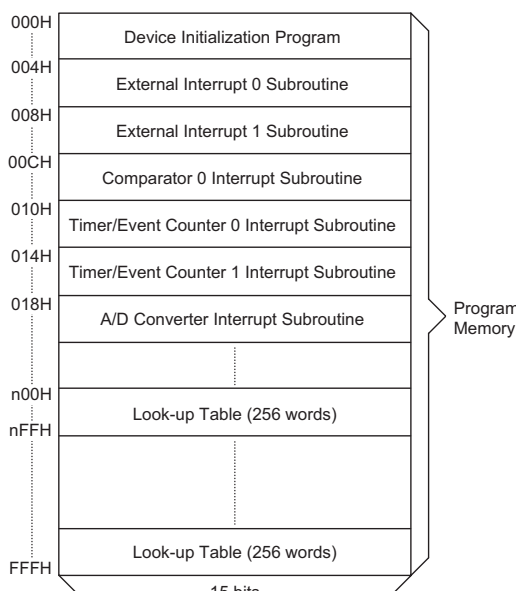 000H
Device Initialization Program
004H
External Interrupt 0 Subroutine
008H
External Interrupt 1 Subroutine
00CH
Comparator 0 Interrupt Subroutine
010H
Timer/Event Counter 0 Interrupt Subroutine
014H
Timer/Event Counter 1 Interrupt Subroutine
018H
A/D Converter Interrupt Subroutine
Program
Memory
n00H
Look-up Table (256 words)
nFFH
Look-up Table (256 words)
FFFH
15 bits